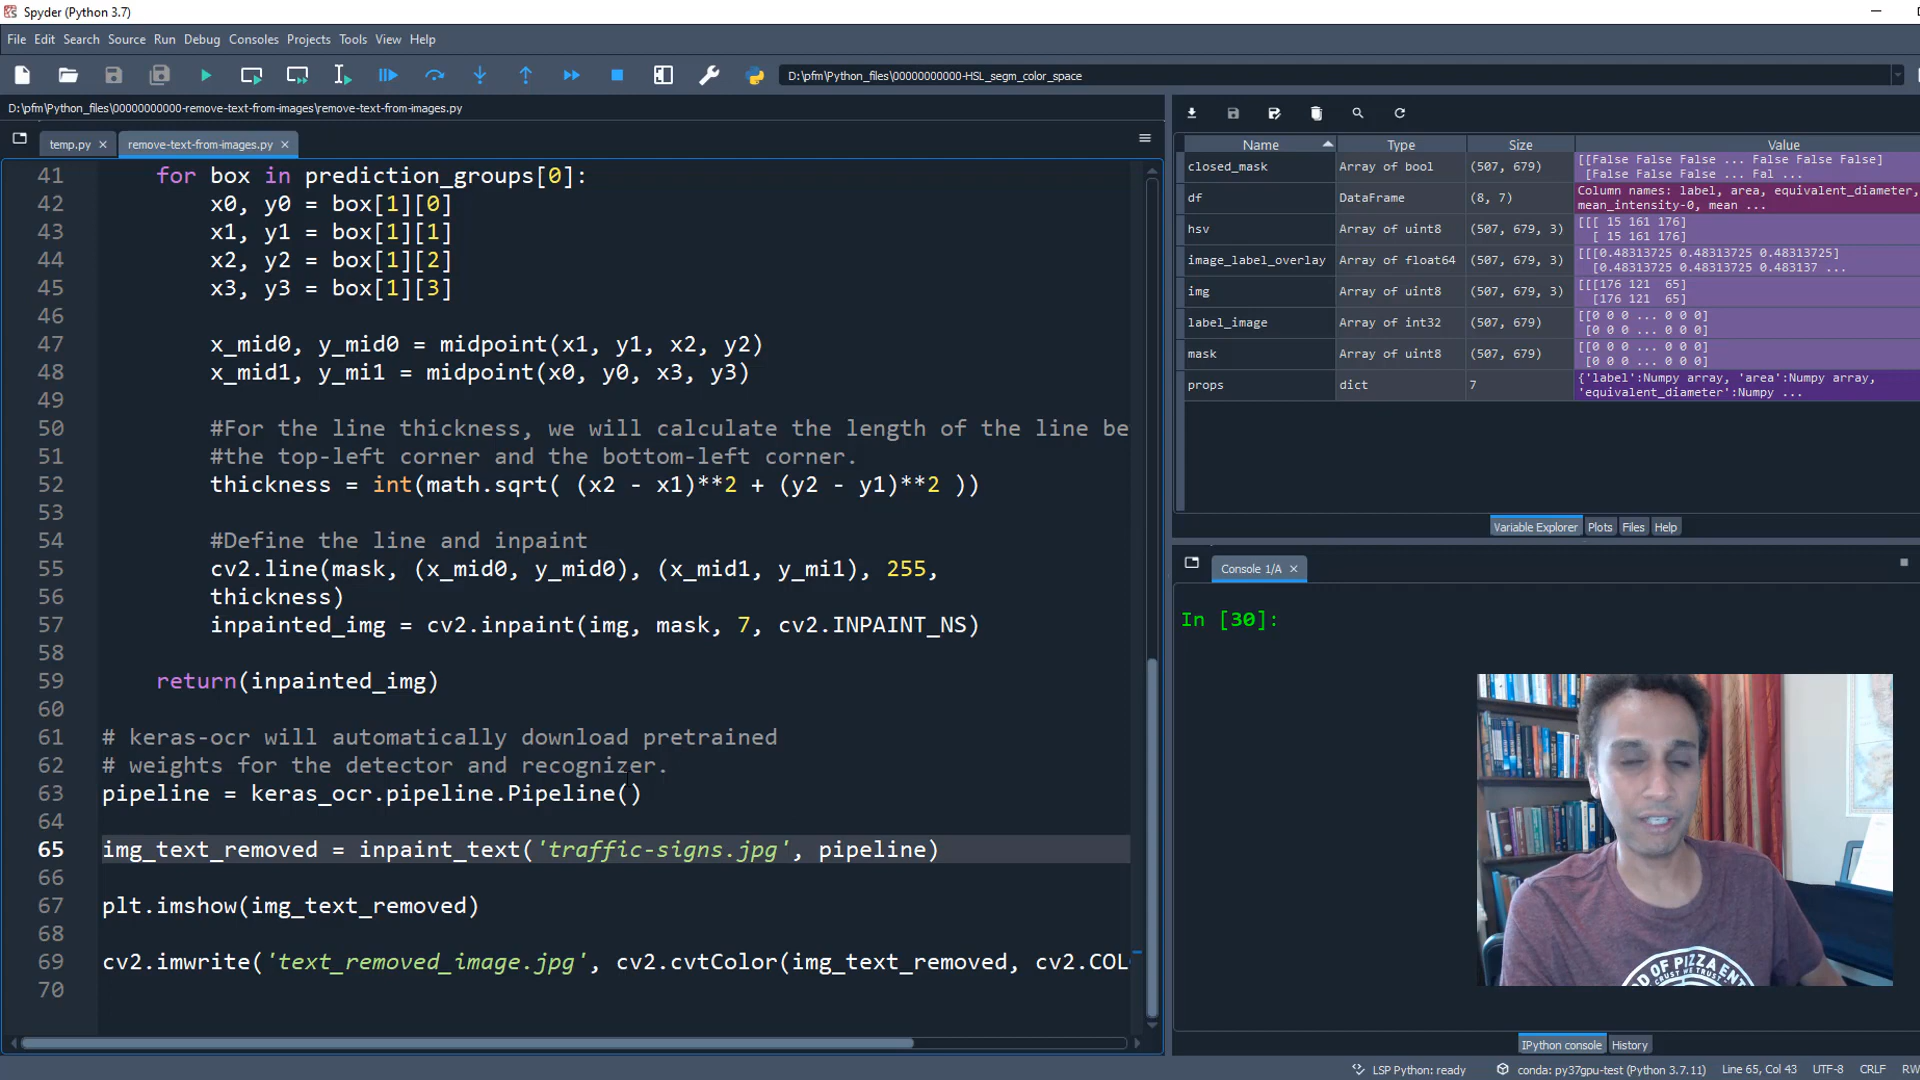 Spyder (Python 3.7)
File Edit Search Source Run Debug Consoles Projects Tools View Help
D:\pfm\Python_files\00000000000-HSL_segm_color_space
D:\pfm\Python_files\00000000000-remove-text-from-images\remove-text-from-images.py
temp.py
remove-text-from-images.py
41 for box in prediction_groups[0]:
42 x0, y0 = box[1][0]
43 x1, y1 = box[1][1]
44 x2, y2 = box[1][2]
45 x3, y3 = box[1][3]
46
47 x_mid0, y_mid0 = midpoint(x1, y1, x2, y2)
48 x_mid1, y_mi1 = midpoint(x0, y0, x3, y3)
49
50 #For the line thickness, we will calculate the length of the line be
51 #the top-left corner and the bottom-left corner.
52 thickness = int(math.sqrt( (x2 - x1)**2 + (y2 - y1)**2 ))
53
54 #Define the line and inpaint
55 cv2.line(mask, (x_mid0, y_mid0), (x_mid1, y_mi1), 255,
56 thickness)
57 inpainted_img = cv2.inpaint(img, mask, 7, cv2.INPAINT_NS)
58
59 return(inpainted_img)
60
61 # keras-ocr will automatically download pretrained
62 # weights for the detector and recognizer.
63 pipeline = keras_ocr.pipeline.Pipeline()
64
65 img_text_removed = inpaint_text('traffic-signs.jpg', pipeline)
66
67 plt.imshow(img_text_removed)
68
69 cv2.imwrite('text_removed_image.jpg', cv2.cvtColor(img_text_removed, cv2.COL
70
Name Type Size Value
closed_mask Array of bool (507, 679) [[False False False ... False False False]
[False False False ... Fal ...
df DataFrame (8, 7) Column names: label, area, equivalent_diameter,
mean_intensity-0, mean ...
hsv Array of uint8 (507, 679, 3) [[[ 15 161 176]
[ 15 161 176]
image_label_overlay Array of float64 (507, 679, 3) [[[0.48313725 0.48313725 0.48313725]
[0.48313725 0.48313725 0.483137 ...
img Array of uint8 (507, 679, 3) [[[176 121 65]
[176 121 65]
label_image Array of int32 (507, 679) [[0 0 0 ... 0 0 0]
[0 0 0 ... 0 0 0]
mask Array of uint8 (507, 679) [[0 0 0 ... 0 0 0]
[0 0 0 ... 0 0 0]
props dict 7 {'label':Numpy array, 'area':Numpy array,
'equivalent_diameter':Numpy ...
Variable Explorer Plots Files Help
Console 1/A
In [30]:
D OF PIZZA ENT
CRUST WE TRUST
IPython console History
LSP Python: ready conda: py37gpu-test (Python 3.7.11) Line 65, Col 43 UTF-8 CRLF RW